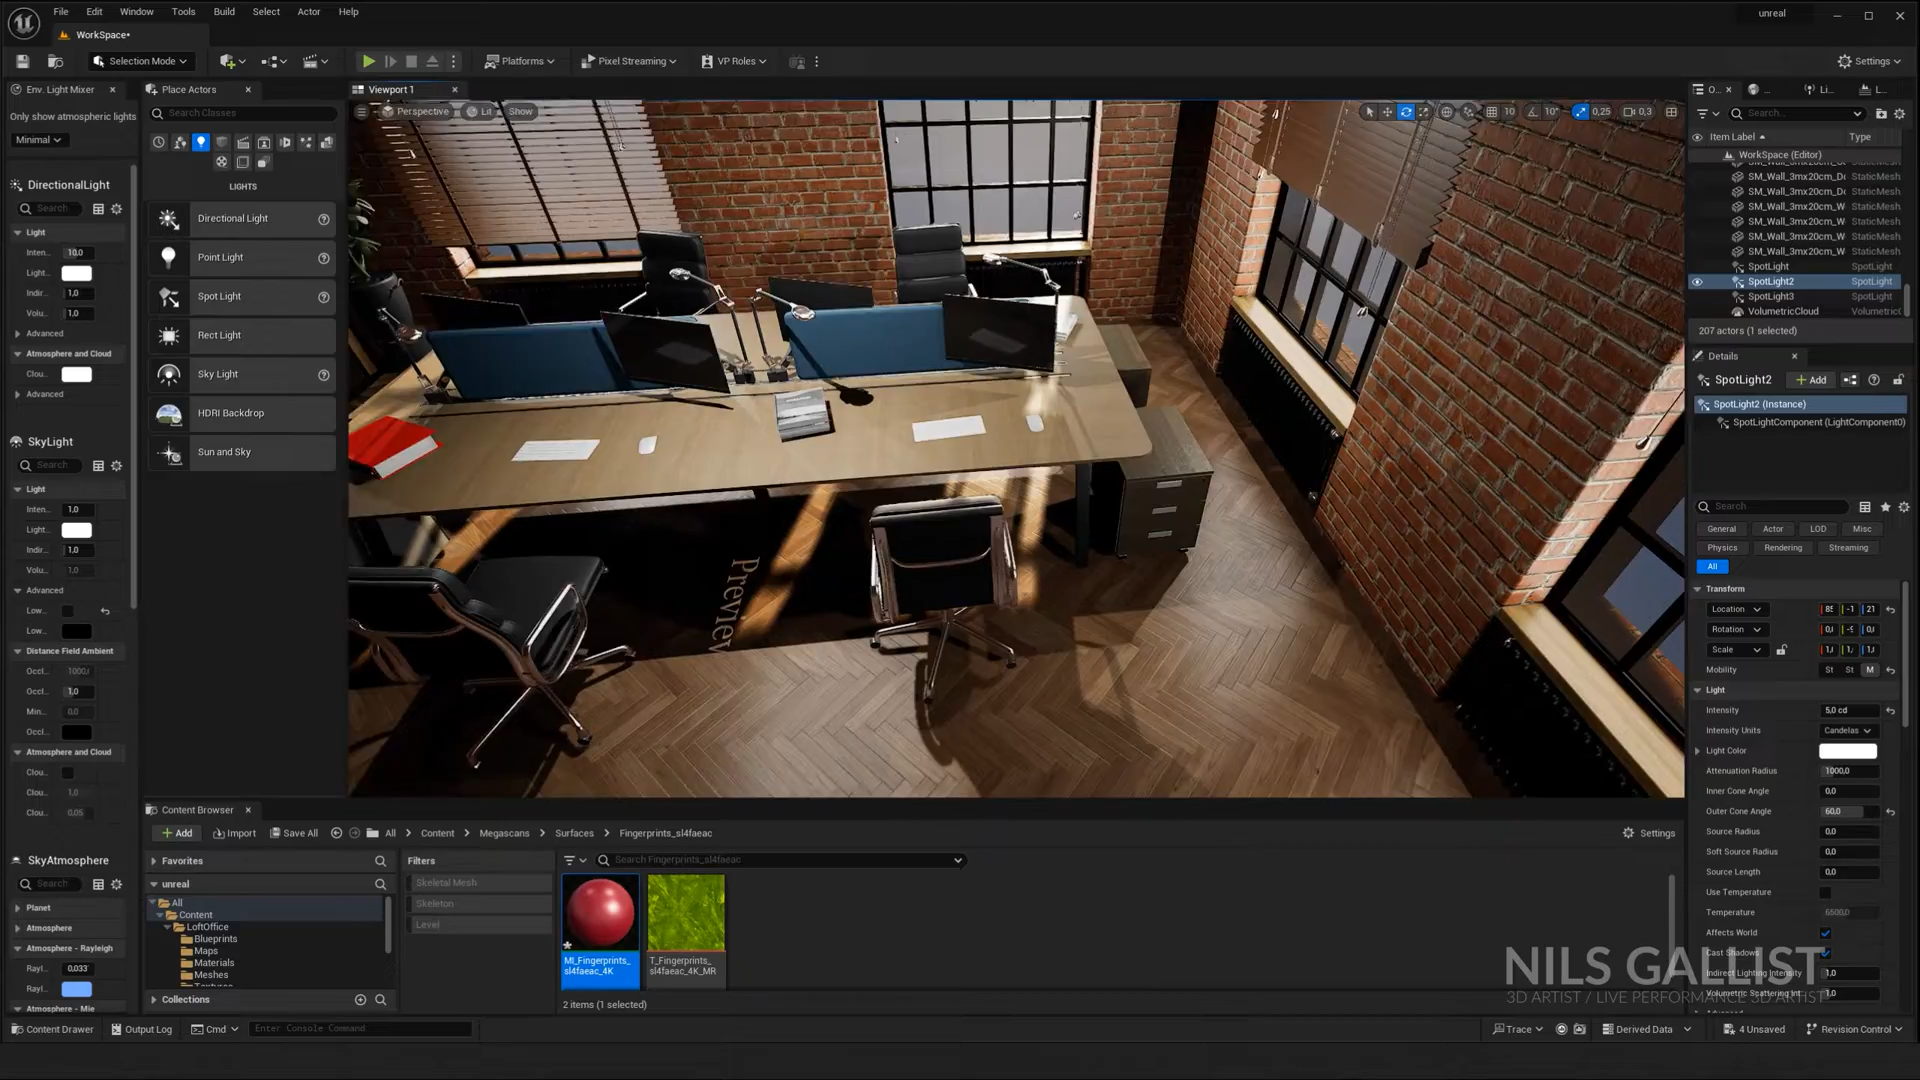 File Edit Window Tools Build Select Actor Help
unreal
WorkSpace•
Selection Mode
Platforms
Pixel Streaming
VP Roles
Settings
Env. Light Mixer
Place Actors
Viewport 1
O...
Li...
L...
Only show atmospheric lights
Search Classes
Perspective
Lit
Show
10
10°
0,25
0,3
Search...
Minimal
Item Label
Type
WorkSpace (Editor)
DirectionalLight
LIGHTS
SM_Wall_3mx20cm_Do StaticMesh
SM_Wall_3mx20cm_Do StaticMesh
SM_Wall_3mx20cm_W StaticMesh
SM_Wall_3mx20cm_W StaticMesh
SM_Wall_3mx20cm_W StaticMesh
SM_Wall_3mx20cm_W StaticMesh
SpotLight SpotLight
SpotLight2 SpotLight
SpotLight3 SpotLight
VolumetricCloud Volumetric
207 actors (1 selected)
Search
Light
Inten.. 10.0
Light..
Indir.. 1,0
Volu.. 1,0
Advanced
Atmosphere and Cloud
Clou..
Advanced
SkyLight
Search
Light
Inten.. 1,0
Light..
Indir.. 1,0
Volu.. 1,0
Advanced
Low...
Low...
Distance Field Ambient
Occl.. 1000,
Occl.. 1,0
Min... 0,0
Occl..
Atmosphere and Cloud
Clou..
Clou.. 1,0
Clou.. 0,05
SkyAtmosphere
Search
Planet
Atmosphere
Atmosphere - Rayleigh
Rayl.. 0,033
Rayl..
Atmosphere - Mie
Directional Light
Point Light
Spot Light
Rect Light
Sky Light
HDRI Backdrop
Sun and Sky
Preview
Details
SpotLight2
Add
SpotLight2 (Instance)
SpotLightComponent (LightComponent0)
Search
General Actor LOD Misc
Physics Rendering Streaming
All
Transform
Location
Rotation
Scale
Mobility St St M
Light
Intensity 5,0 cd
Intensity Units Candelas
Light Color
Attenuation Radius 1000,0
Inner Cone Angle 0,0
Outer Cone Angle 60,0
Source Radius 0,0
Soft Source Radius 0,0
Source Length 0,0
Use Temperature
Temperature 6500,0
Affects World
Cast Shadows
Indirect Lighting Intensity 1,0
Volumetric Scattering Int.. 1,0
Content Browser
Add Import Save All All Content Megascans Surfaces Fingerprints_sl4faeac
Settings
Favorites
Filters
Search Fingerprints_sl4faeac
unreal
Skeletal Mesh
Skeleton
Level
All
Content
LoftOffice
Blueprints
Maps
Materials
Meshes
Textures
Collections
MI_Fingerprints_
sl4faeac_4K
T_Fingerprints_
sl4faeac_4K_MR
2 items (1 selected)
NILS GALLIST
3D ARTIST / LIVE PERFORMANCE 3D ARTIST
Content Drawer Output Log Cmd Enter Console Command
Trace Derived Data 4 Unsaved Revision Control